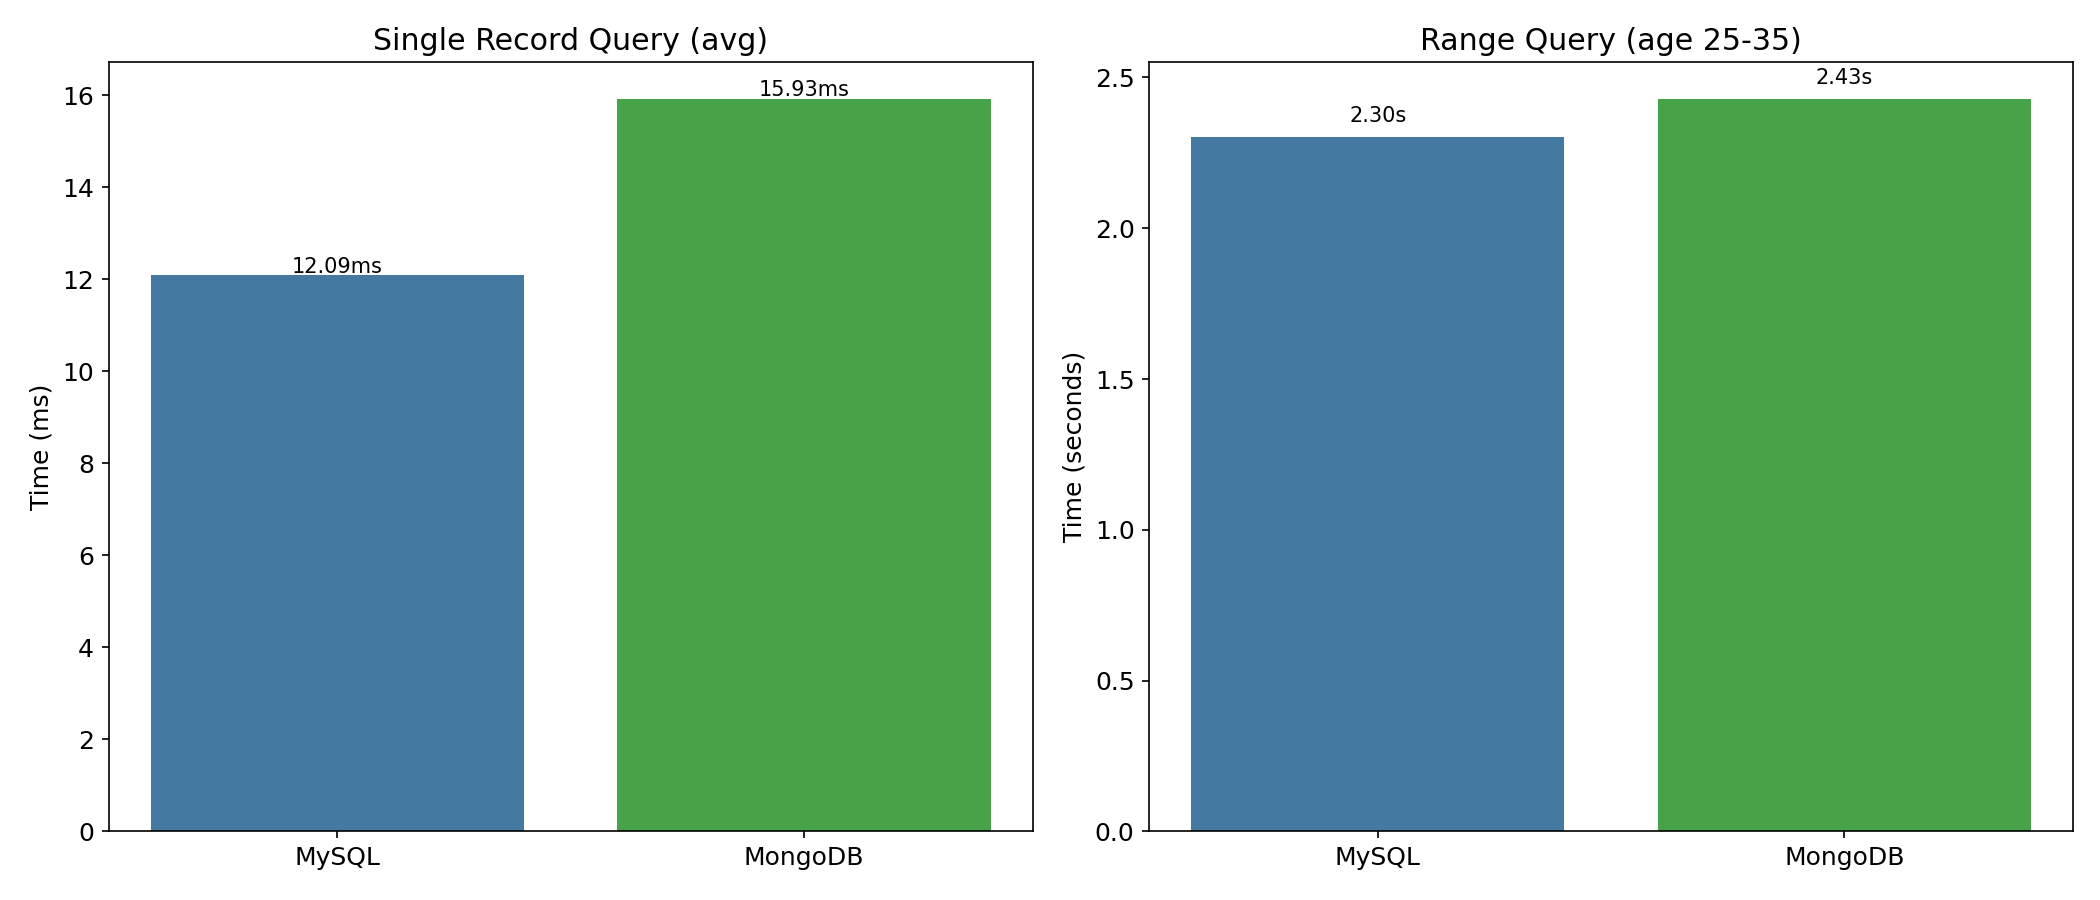 Single Record Query (avg)
Time (ms)
16
14
12
10
8
6
4
2
0
12.09ms
15.93ms
MySQL
MongoDB
Range Query (age 25-35)
Time (seconds)
2.5
2.0
1.5
1.0
0.5
0.0
2.30s
2.43s
MySQL
MongoDB